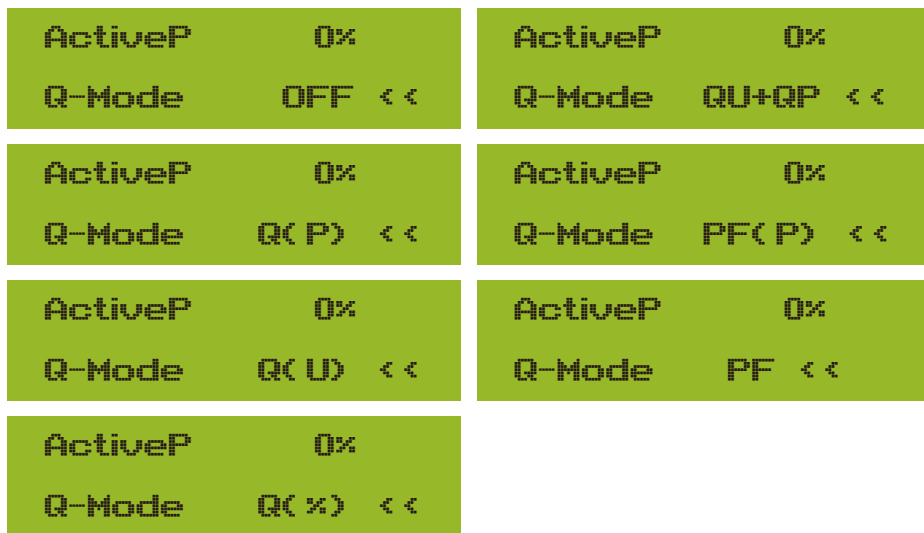 ActiveP 0%
Q-Mode OFF <<
ActiveP 0%
Q-Mode QU+QP <<
ActiveP 0%
Q-Mode Q(P) <<
ActiveP 0%
Q-Mode PF(P) <<
ActiveP 0%
Q-Mode Q(U) <<
ActiveP 0%
Q-Mode PF <<
ActiveP 0%
Q-Mode Q(%) <<